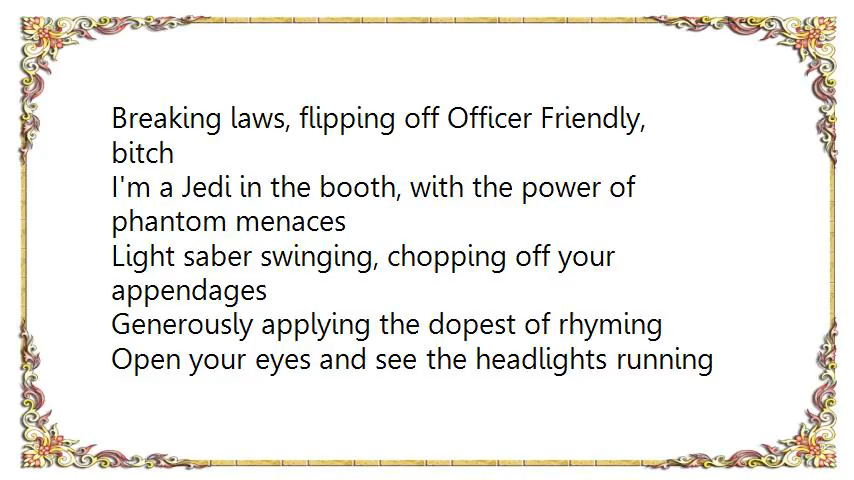 Breaking laws, flipping off Officer Friendly,
bitch
I'm a Jedi in the booth, with the power of
phantom menaces
Light saber swinging, chopping off your
appendages
Generously applying the dopest of rhyming
Open your eyes and see the headlights running